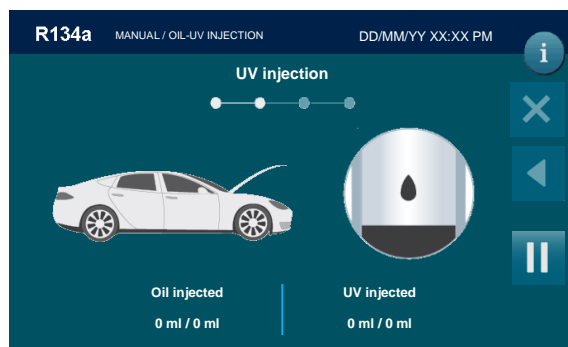 R134a MANUAL / OIL-UV INJECTION DD/MM/YY XX:XX PM
i
UV injection
Oil injected UV injected
0 ml / 0 ml 0 ml / 0 ml